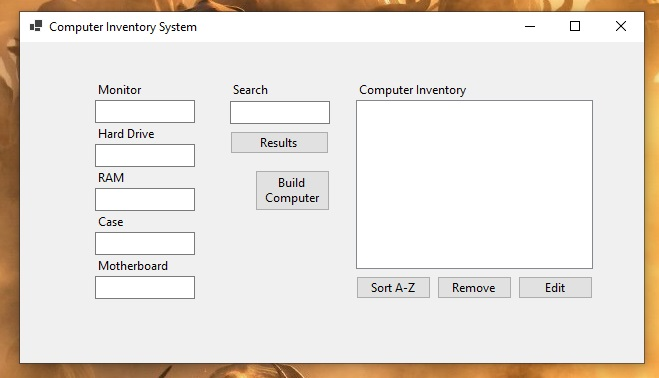 Computer Inventory System
Monitor
Hard Drive
RAM
Case
Motherboard
Search
Results
Build
Computer
Computer Inventory
Sort A-Z
Remove
Edit